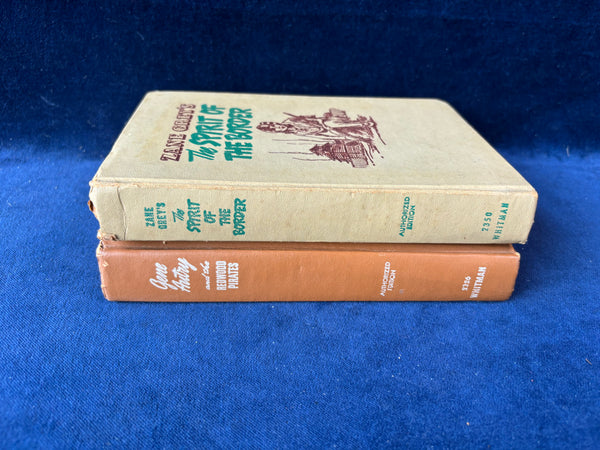 ZANE GREY'S
The SPIRIT OF
THE BORDER
ZANE
GREY'S
The
SPIRIT
OF
THE
BORDER
AUTHORIZED
EDITION
2350
WHITMAN
Gene
Autry
and the
REDWOOD
PIRATES
AUTHORIZED
EDITION
WHITMAN